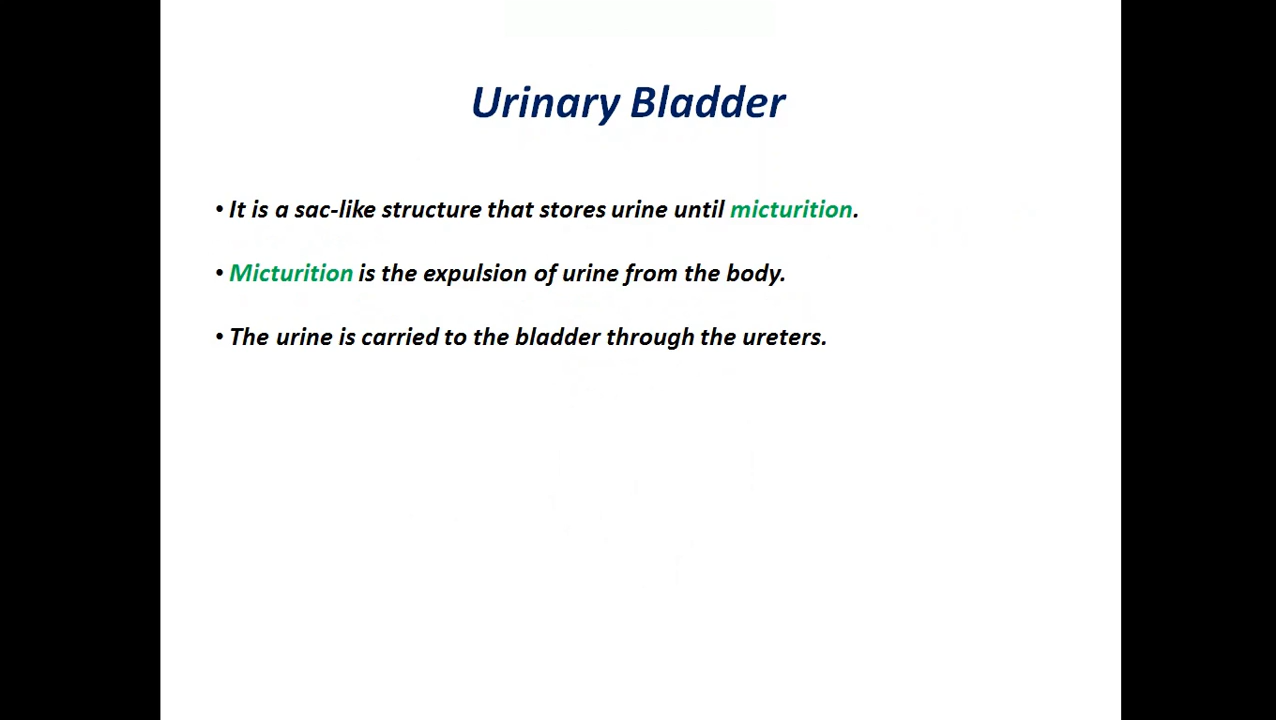 Urinary Bladder
• It is a sac-like structure that stores urine until micturition.
• Micturition is the expulsion of urine from the body.
• The urine is carried to the bladder through the ureters.